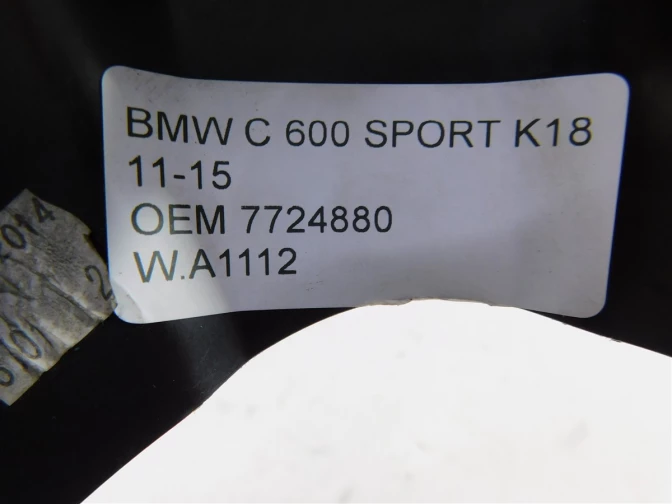 BMW C 600 SPORT K18
11-15
OEM 7724880
W.A1112